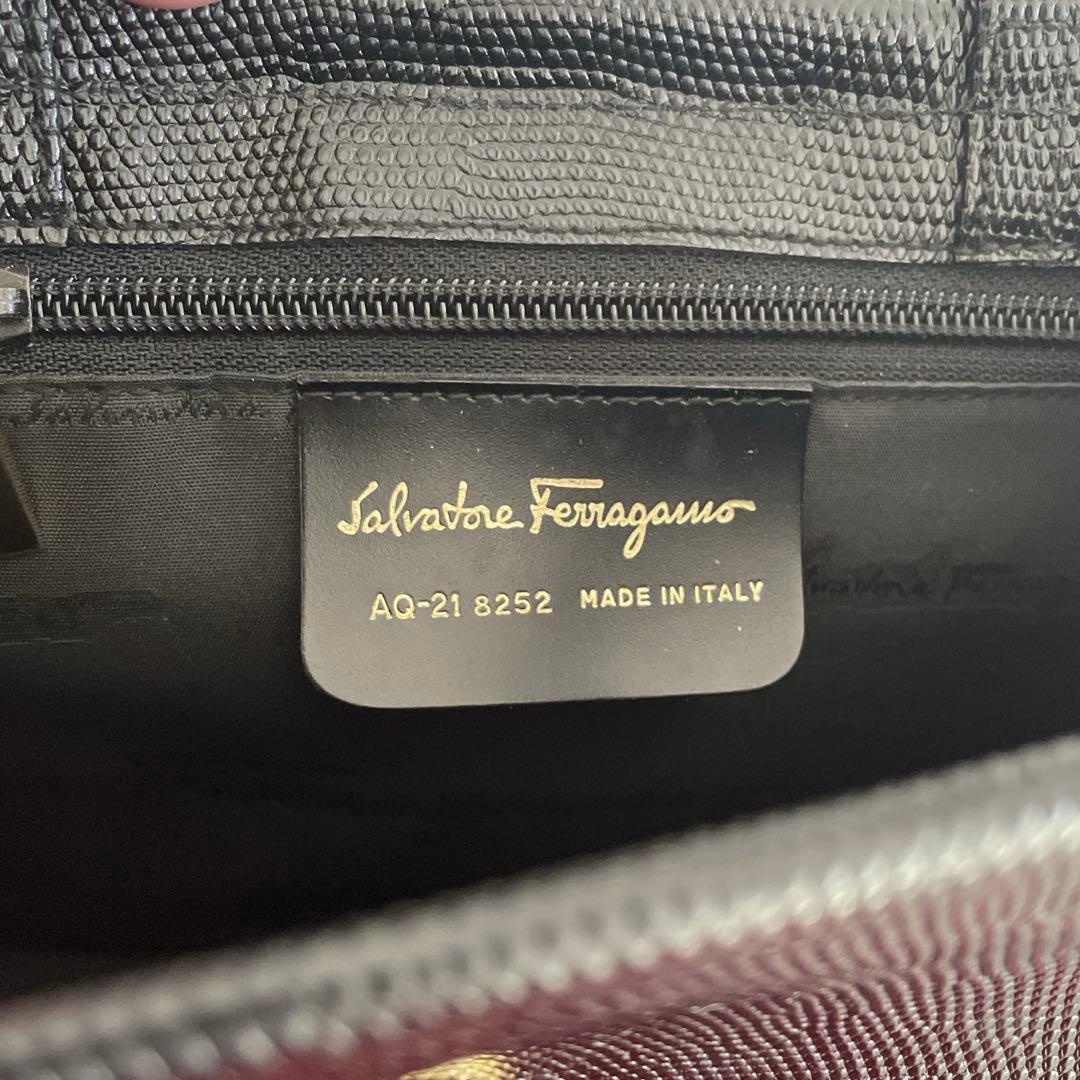 Salvatore Ferragamo
AQ-21 8252 MADE IN ITALY